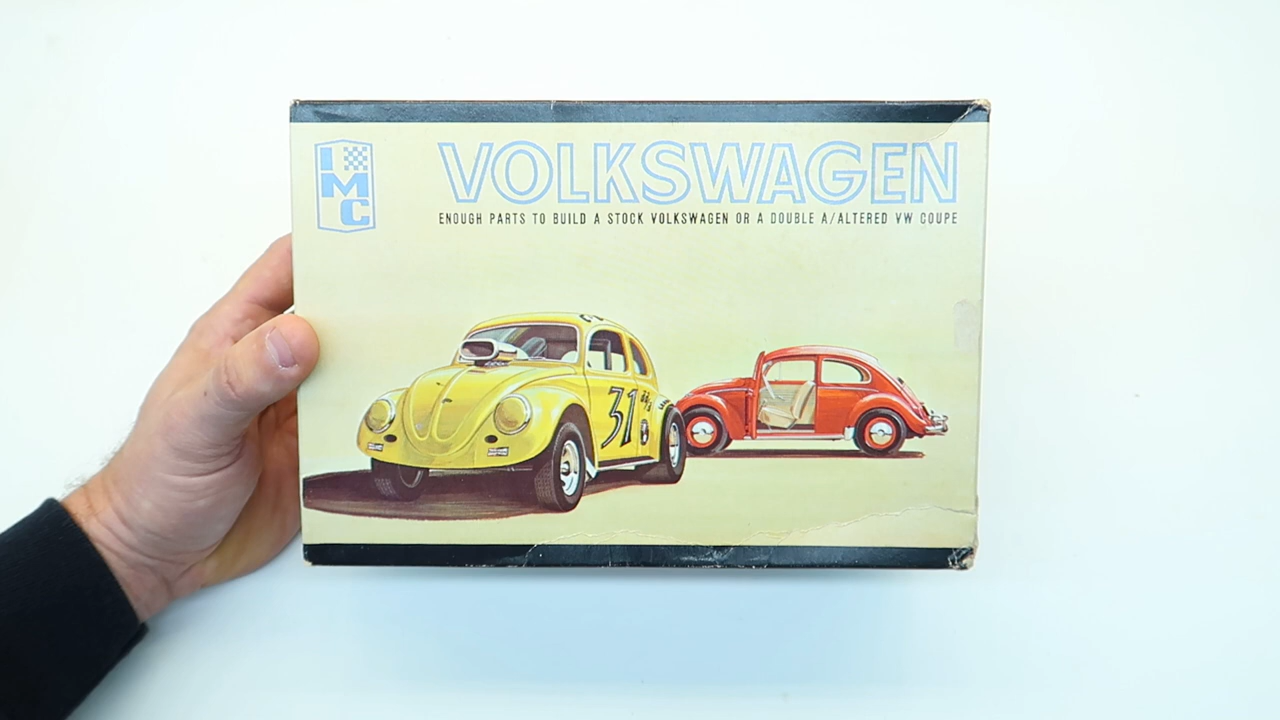 IMC
VOLKSWAGEN
ENOUGH PARTS TO BUILD A STOCK VOLKSWAGEN OR A DOUBLE A/ALTERED VW COUPE
31